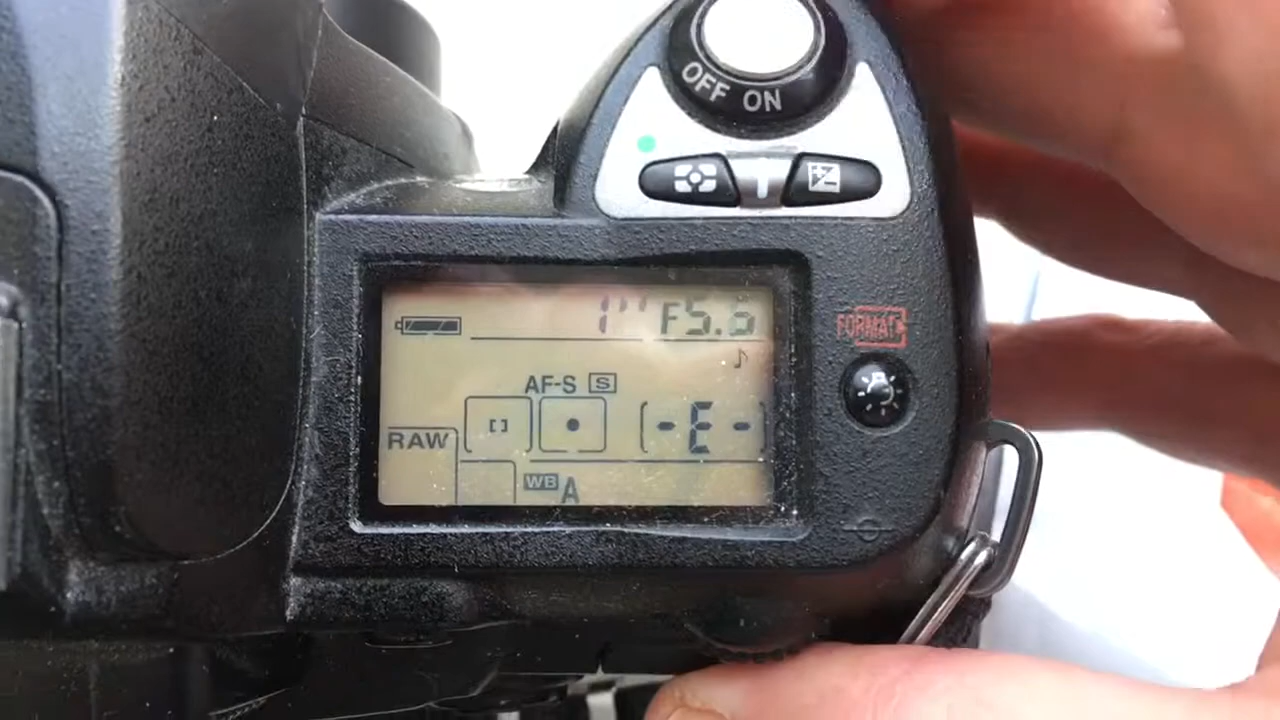 OFF ON
FORMAT
1" F5.6
AF-S S
[-E-]
RAW
WB A